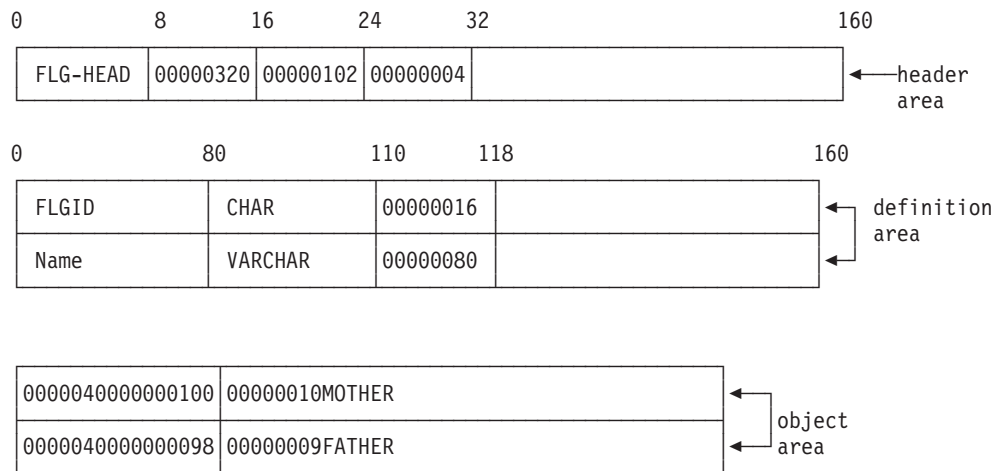 0 8 16 24 32 160
FLG-HEAD 00000320 00000102 00000004 header
area
0 80 110 118 160
FLGID CHAR 00000016 definition
area
Name VARCHAR 00000080
0000040000000100 00000010MOTHER
object
area
0000040000000098 00000009FATHER